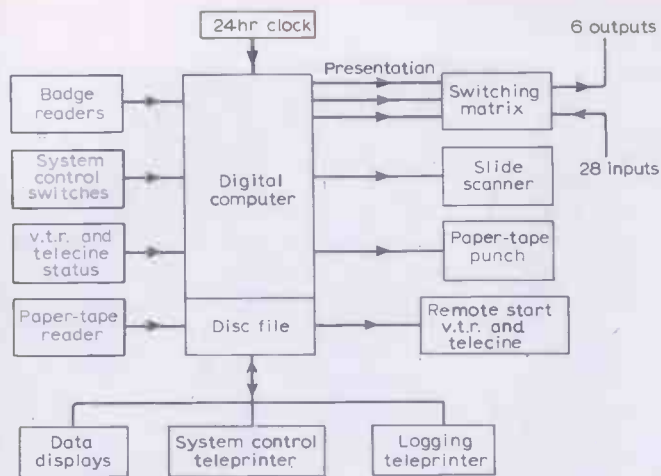 24hr clock
6 outputs
Presentation
Badge
readers
Switching
matrix
System
control
switches
28 inputs
Digital
computer
Slide
scanner
v.t.r. and
telecine
status
Paper-tape
punch
Paper-tape
reader
Disc file
Remote start
v.t.r. and
telecine
Data
displays
System control
teleprinter
Logging
teleprinter